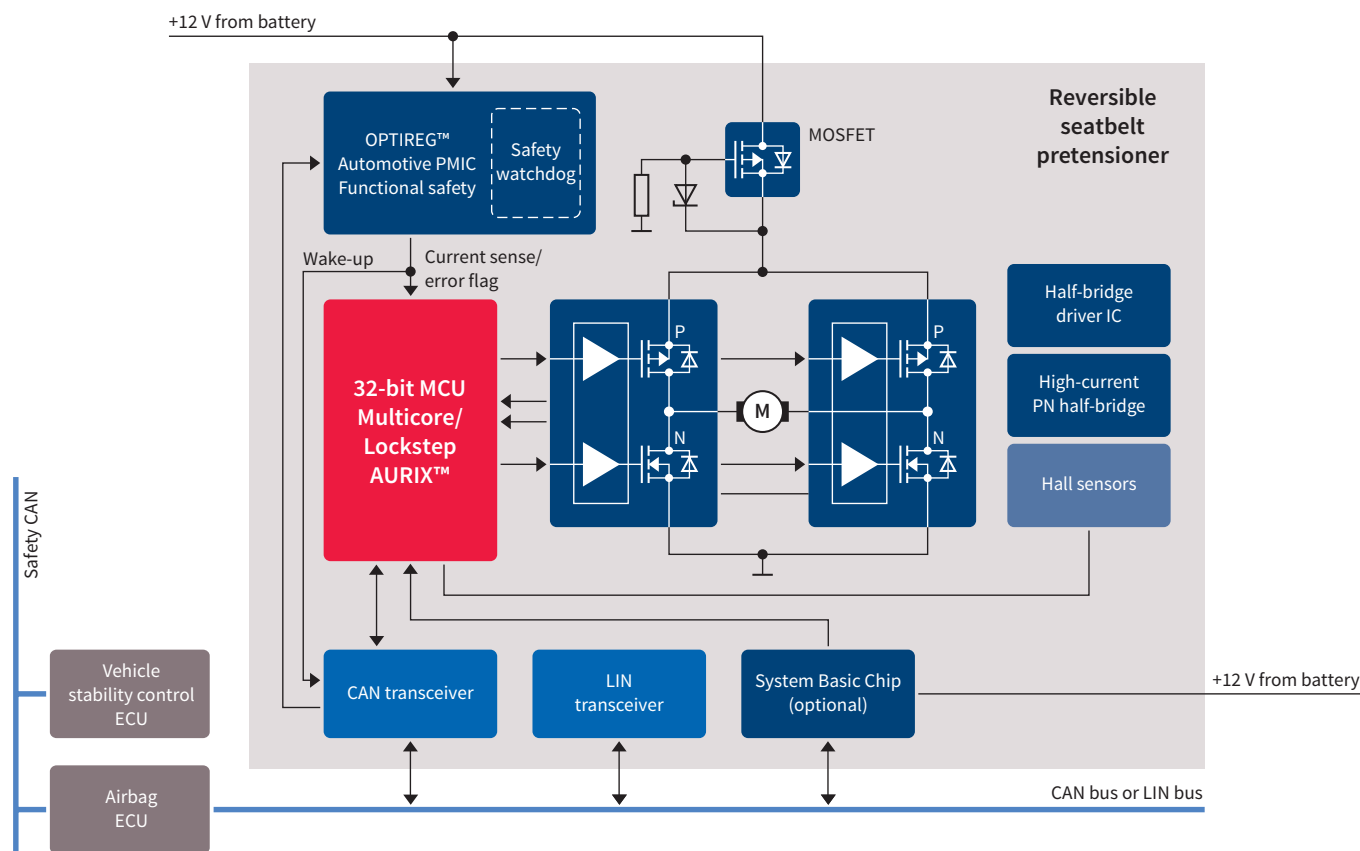 +12 V from battery
Reversible
seatbelt
pretensioner
MOSFET
OPTIREG™
Automotive PMIC
Functional safety
Safety
watchdog
Wake-up
Current sense/
error flag
32-bit MCU
Multicore/
Lockstep
AURIX™
P
N
M
P
N
Half-bridge
driver IC
High-current
PN half-bridge
Hall sensors
Safety CAN
Vehicle
stability control
ECU
CAN transceiver
LIN
transceiver
System Basic Chip
(optional)
+12 V from battery
Airbag
ECU
CAN bus or LIN bus